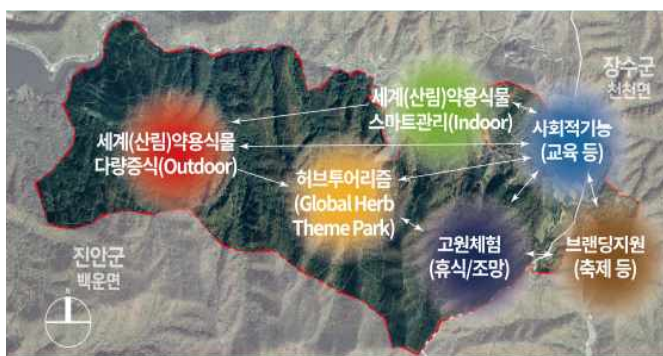 장수군
천천면
세계(산림)약용식물
스마트관리(Indoor)
사회적기능
(교육 등)
세계(산림)약용식물
다량증식(Outdoor)
허브투어리즘
(Global Herb
Theme Park)
고원체험
(휴식/조망)
브랜딩지원
(축제 등)
진안군
백운면
N